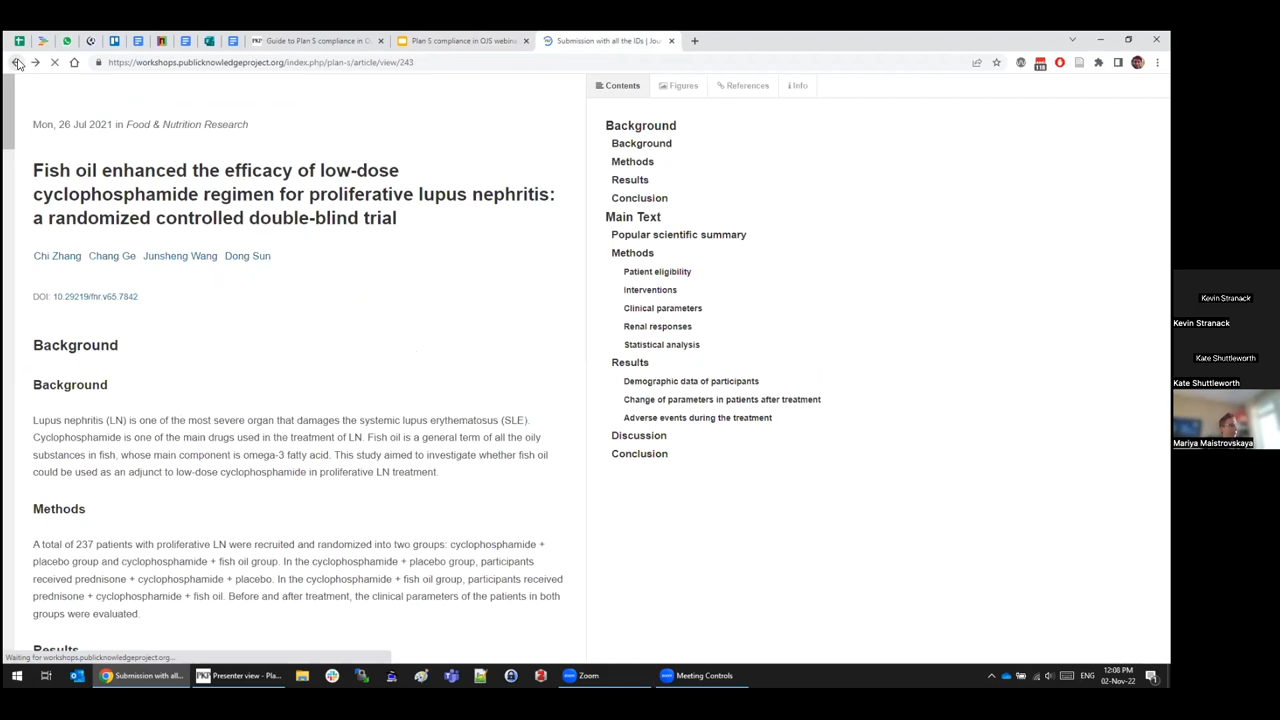 Guide to Plan S compliance in O
Plan S compliance in OJS webina
Submission with all the IDs | Jou
https://workshops.publicknowledgeproject.org/index.php/plan-s/article/view/243
118
Mon, 26 Jul 2021 in Food & Nutrition Research
Fish oil enhanced the efficacy of low-dose
cyclophosphamide regimen for proliferative lupus nephritis:
a randomized controlled double-blind trial
Chi Zhang Chang Ge Junsheng Wang Dong Sun
DOI: 10.29219/fnr.v65.7842
Background
Background
Lupus nephritis (LN) is one of the most severe organ that damages the systemic lupus erythematosus (SLE).
Cyclophosphamide is one of the main drugs used in the treatment of LN. Fish oil is a general term of all the oily
substances in fish, whose main component is omega-3 fatty acid. This study aimed to investigate whether fish oil
could be used as an adjunct to low-dose cyclophosphamide in proliferative LN treatment.
Methods
A total of 237 patients with proliferative LN were recruited and randomized into two groups: cyclophosphamide +
placebo group and cyclophosphamide + fish oil group. In the cyclophosphamide + placebo group, participants
received prednisone + cyclophosphamide + placebo. In the cyclophosphamide + fish oil group, participants received
prednisone + cyclophosphamide + fish oil. Before and after treatment, the clinical parameters of the patients in both
groups were evaluated.
Results
Waiting for workshops.publicknowledgeproject.org...
Contents Figures References Info
Background
Background
Methods
Results
Conclusion
Main Text
Popular scientific summary
Methods
Patient eligibility
Interventions
Clinical parameters
Renal responses
Statistical analysis
Results
Demographic data of participants
Change of parameters in patients after treatment
Adverse events during the treatment
Discussion
Conclusion
Kevin Stranack
Kevin Stranack
Kate Shuttleworth
Kate Shuttleworth
Mariya Maistrovskaya
Submission with all...
PKP Presenter view - Pla...
Zoom
Meeting Controls
ENG
12:08 PM
02-Nov-22